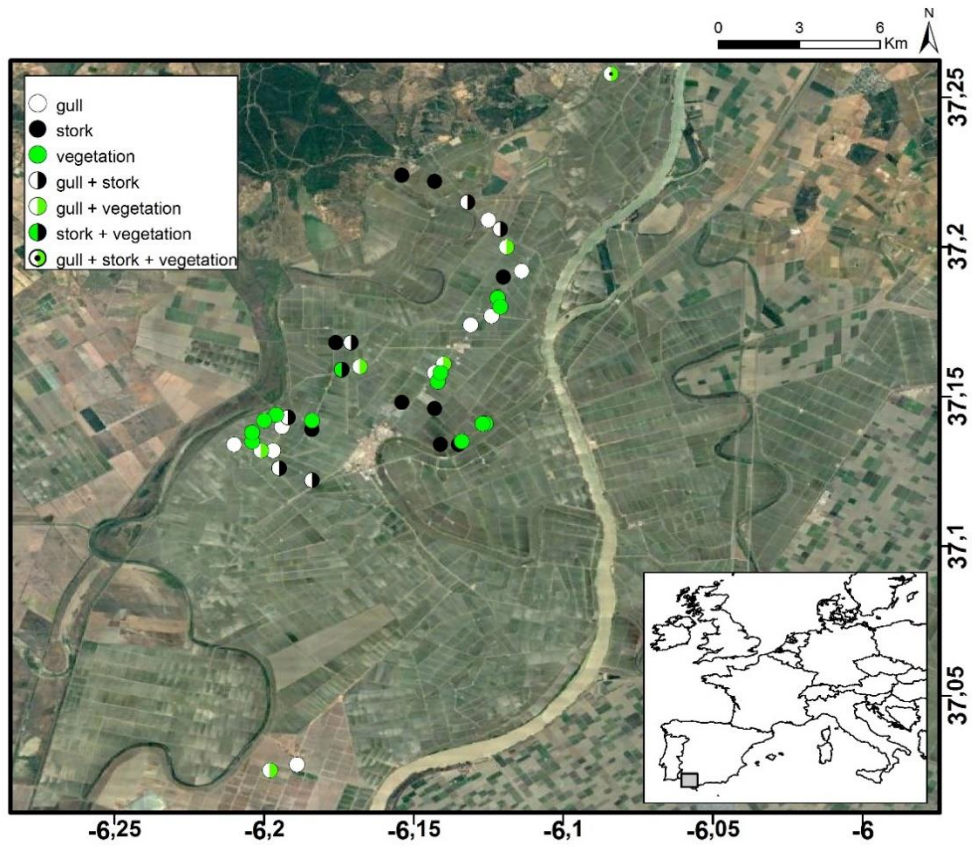 N
0 3 6
Km
gull
stork
vegetation
gull + stork
gull + vegetation
stork + vegetation
gull + stork + vegetation
37,25
37,2
37,15
37,1
37,05
-6,25 -6,2 -6,15 -6,1 -6,05 -6